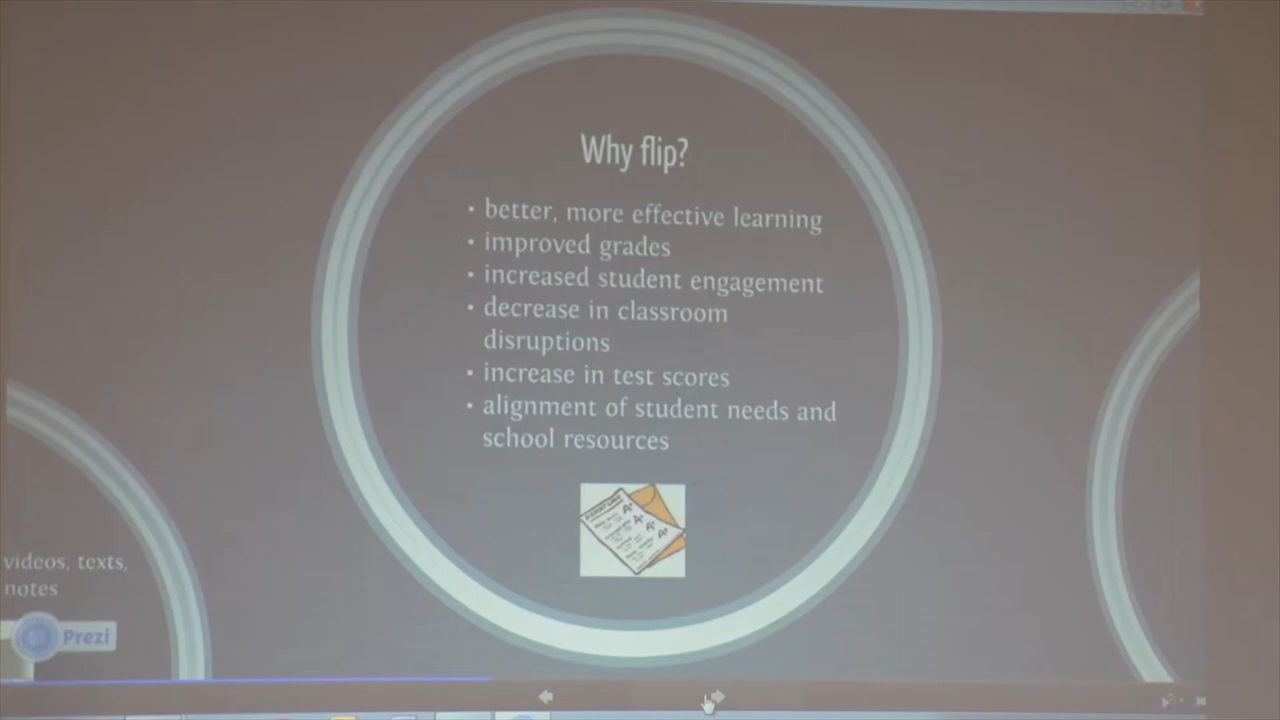 Why flip?
• better, more effective learning
• improved grades
• increased student engagement
• decrease in classroom
disruptions
• increase in test scores
• alignment of student needs and
school resources
A+
A+
A+
A+
videos, texts,
notes
Prezi